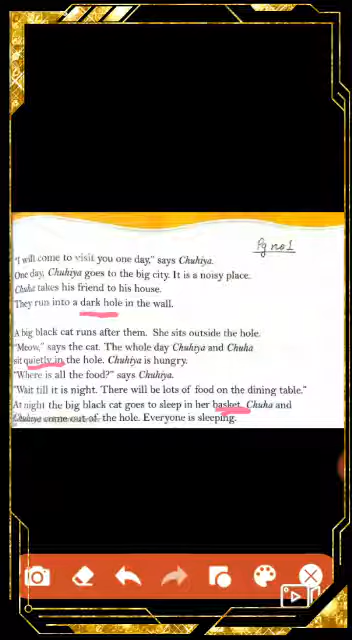 Pg no 1
"I will come to visit you one day," says Chuhiya.
One day, Chuhiya goes to the big city. It is a noisy place.
Chuha takes his friend to his house.
They run into a dark hole in the wall.
A big black cat runs after them. She sits outside the hole.
"Meow," says the cat. The whole day Chuhiya and Chuha
sit quietly in the hole. Chuhiya is hungry.
"Where is all the food?" says Chuhiya.
"Wait till it is night. There will be lots of food on the dining table."
At night the big black cat goes to sleep in her basket. Chuha and
Chuhiya come out of the hole. Everyone is sleeping.